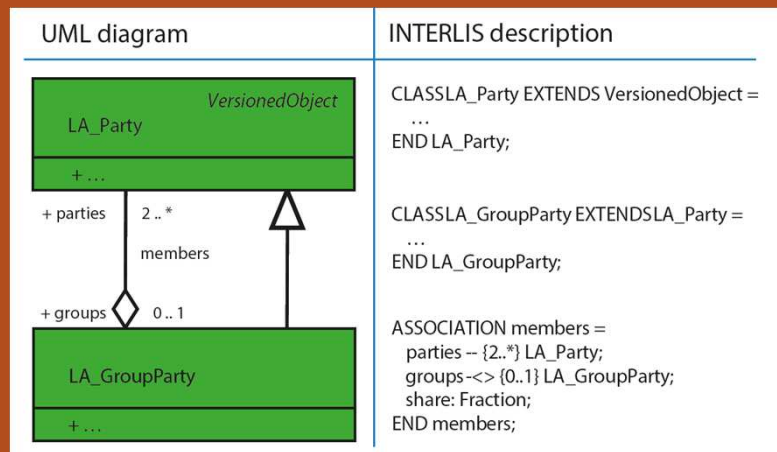 UML diagram
INTERLIS description
VersionedObject
LA_Party
+ ...
+ parties
2 .. *
members
+ groups
0 .. 1
LA_GroupParty
+ ...
CLASSLA_Party EXTENDS VersionedObject =
...
END LA_Party;
CLASSLA_GroupParty EXTENDSLA_Party =
...
END LA_GroupParty;
ASSOCIATION members =
parties -- {2..*} LA_Party;
groups-<> {0..1} LA_GroupParty;
share: Fraction;
END members;